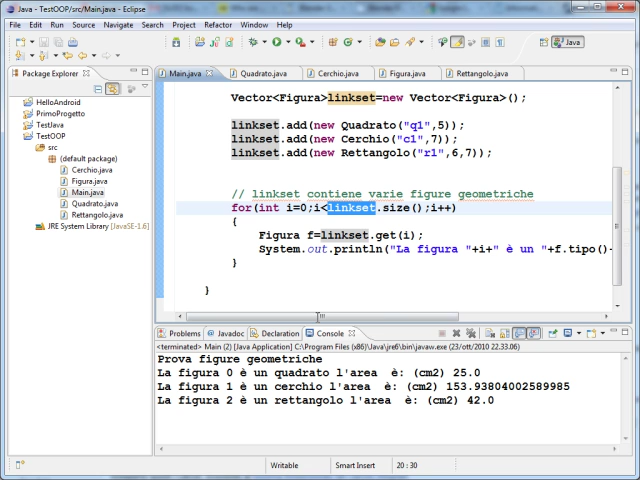 Java - TestOOP/src/Main.java - Eclipse
File Edit Source Refactor Navigate Search Project Run Window Help
Java
Package Explorer
HelloAndroid
PrimoProgetto
TestJava
TestOOP
src
(default package)
Cerchio.java
Figura.java
Main.java
Quadrato.java
Rettangolo.java
JRE System Library [JavaSE-1.6]
Main.java Quadrato.java Cerchio.java Figura.java Rettangolo.java
Vector<Figura>linkset=new Vector<Figura>();
linkset.add(new Quadrato("q1",5));
linkset.add(new Cerchio("c1",7));
linkset.add(new Rettangolo("r1",6,7));
// linkset contiene varie figure geometriche
for(int i=0;i<linkset.size();i++)
{
Figura f=linkset.get(i);
System.out.println("La figura "+i+" è un "+f.tipo()+
}
}
Problems Javadoc Declaration Console
<terminated> Main (2) [Java Application] C:\Program Files (x86)\Java\jre6\bin\javaw.exe (23/ott/2010 22.33.06)
Prova figure geometriche
La figura 0 è un quadrato l'area è: (cm2) 25.0
La figura 1 è un cerchio l'area è: (cm2) 153.93804002589985
La figura 2 è un rettangolo l'area è: (cm2) 42.0
Writable Smart Insert 20 : 30